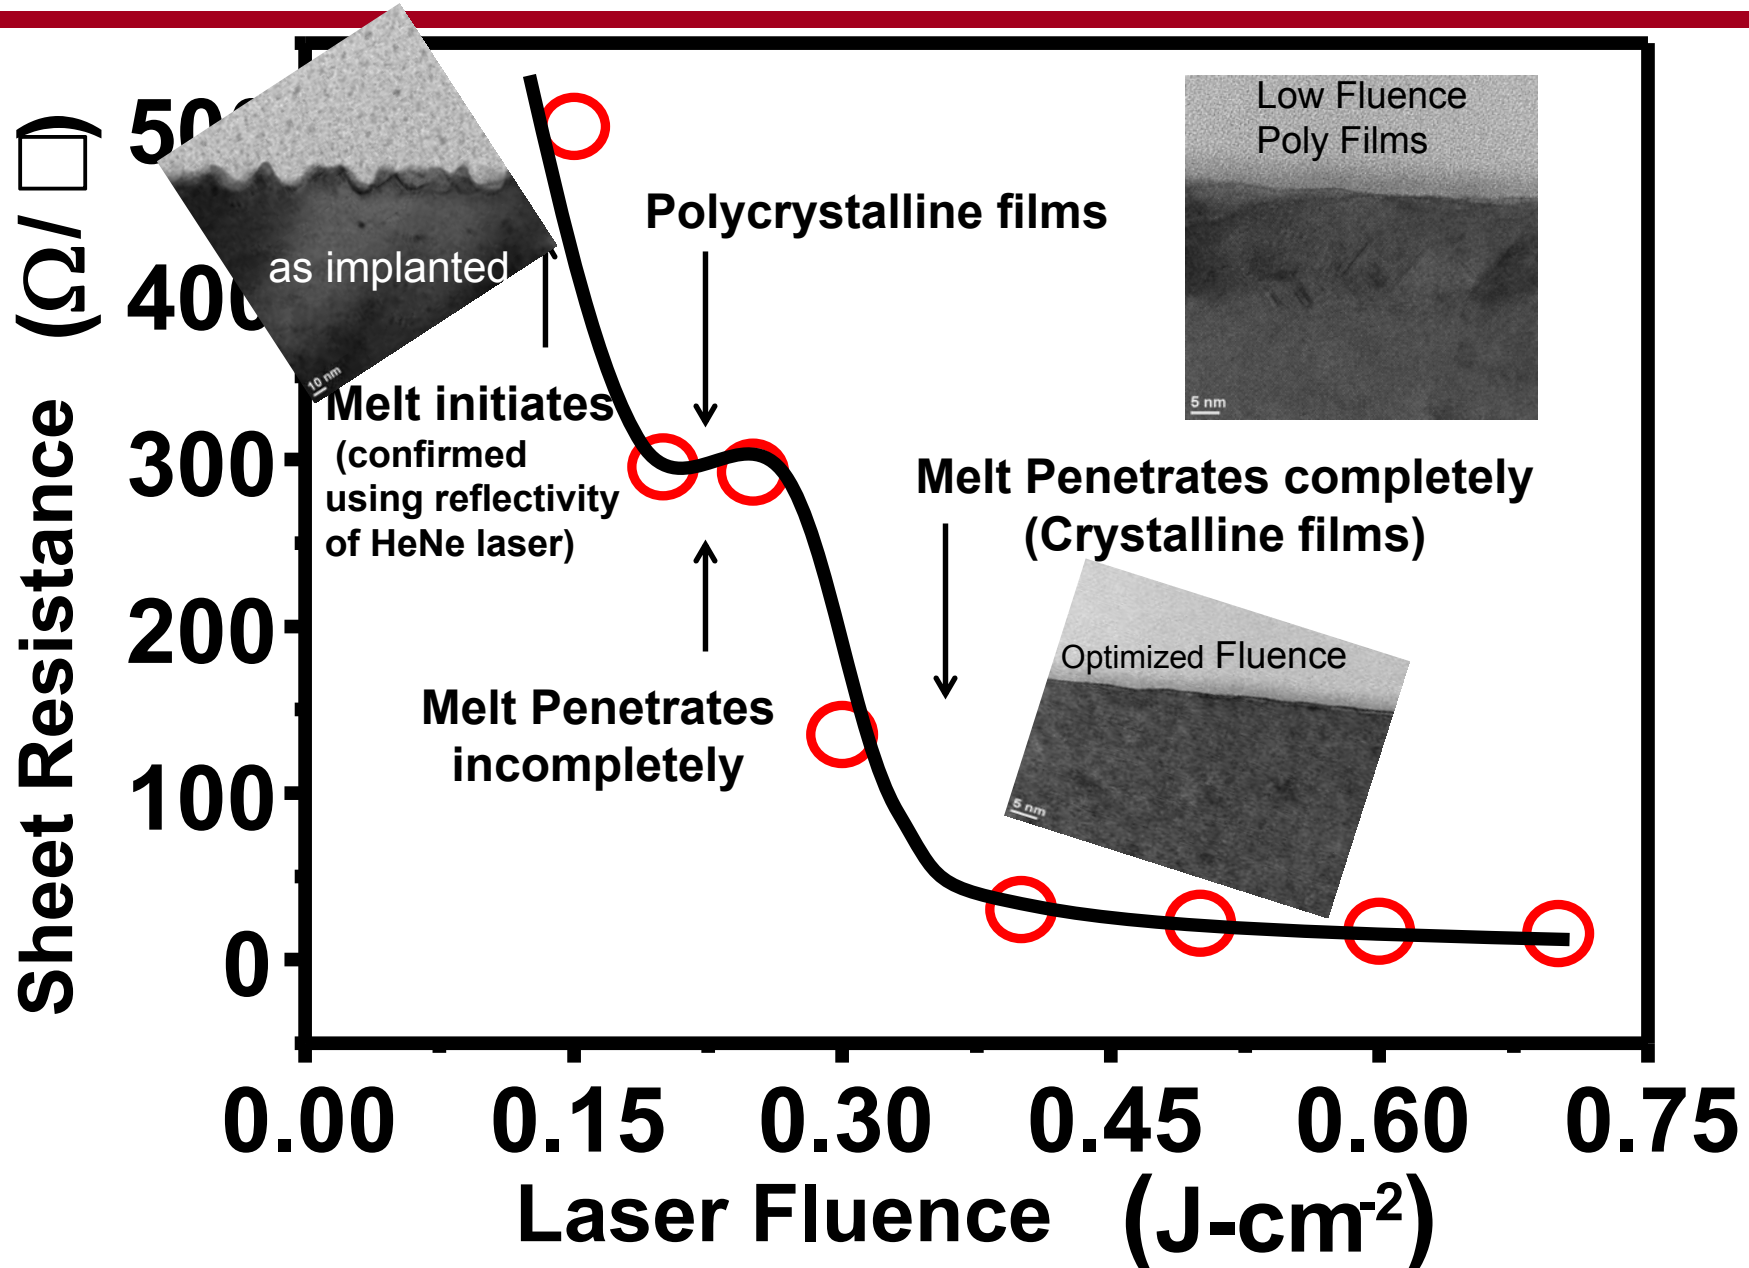 Sheet Resistance (Ω/□)
500
400
300
200
100
0
as implanted
10 nm
Melt initiates
(confirmed
using reflectivity
of HeNe laser)
Polycrystalline films
Melt Penetrates
incompletely
Low Fluence
Poly Films
5 nm
Melt Penetrates completely
(Crystalline films)
Optimized Fluence
5 nm
0.00 0.15 0.30 0.45 0.60 0.75
Laser Fluence (J-cm⁻²)